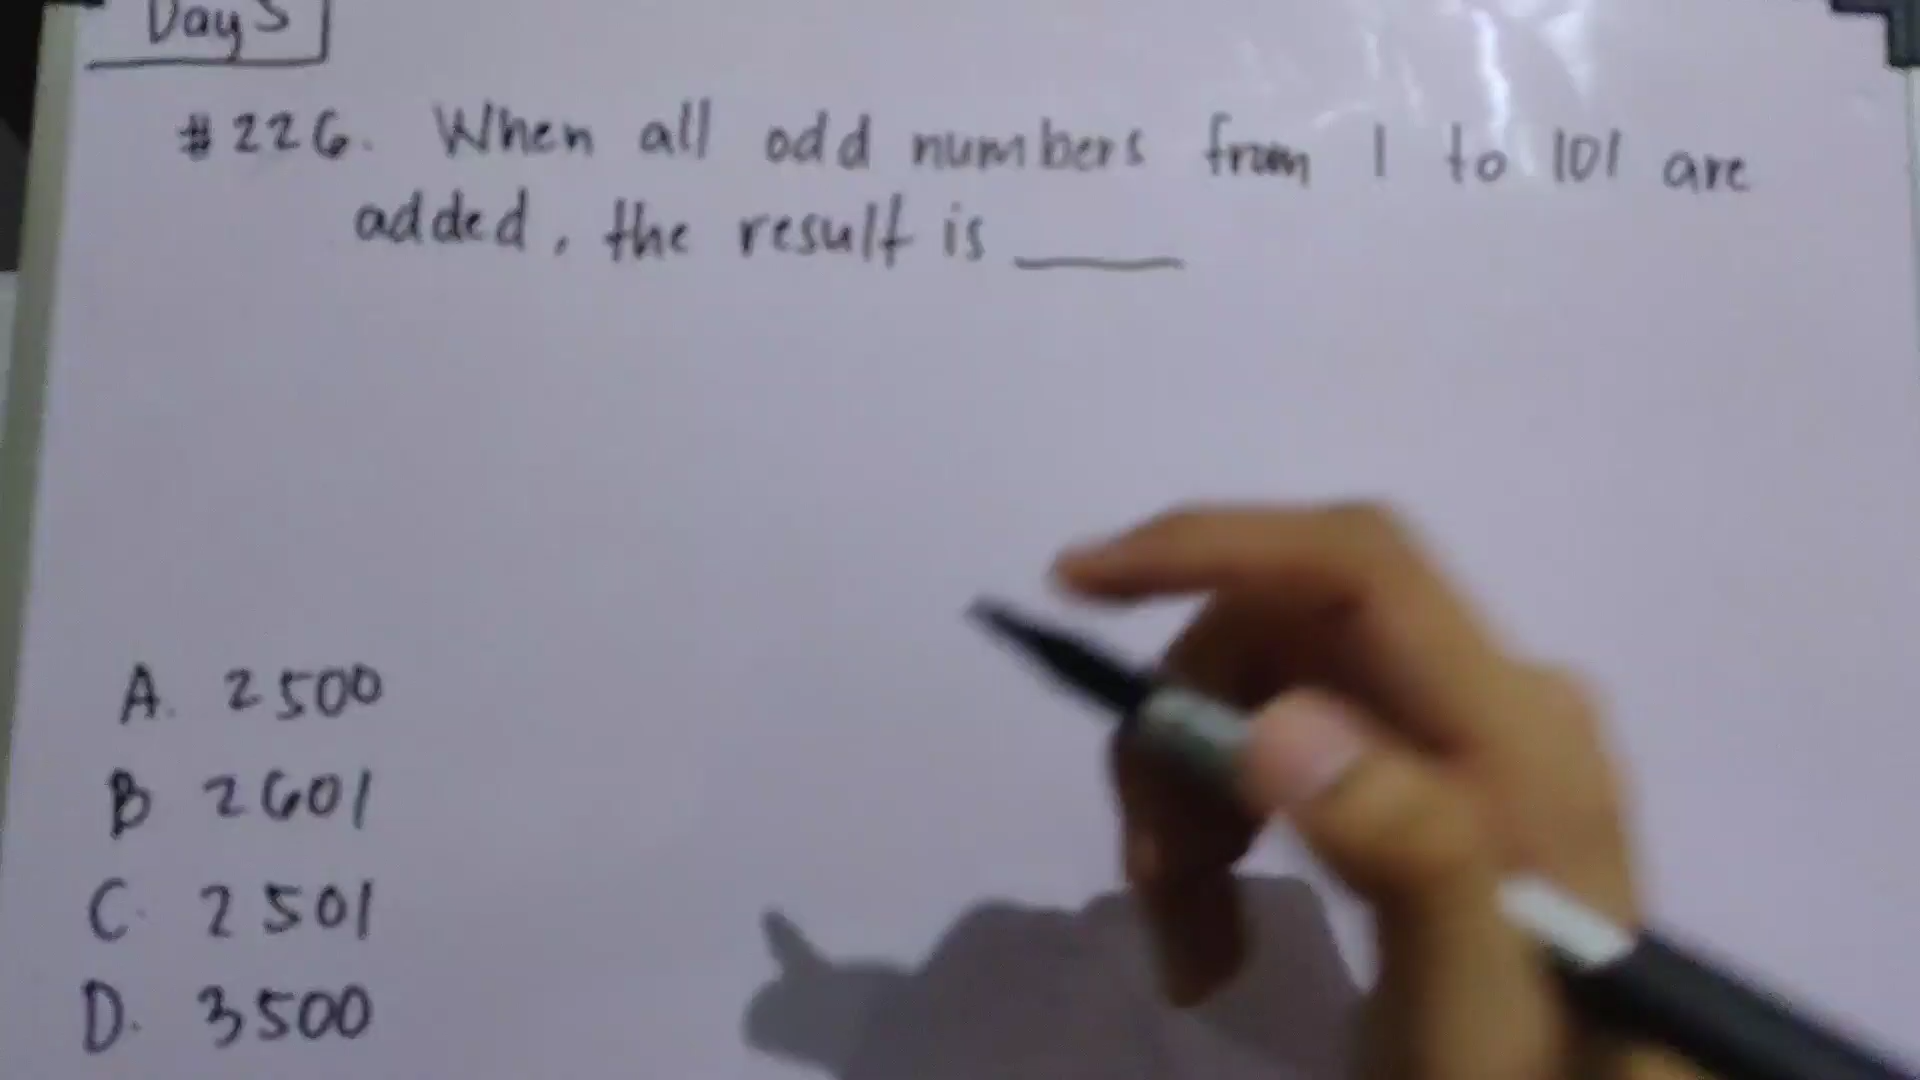 Day 5
#226. When all odd numbers from 1 to 101 are
added, the result is ____
A. 2500
B 2601
C. 2501
D. 3500